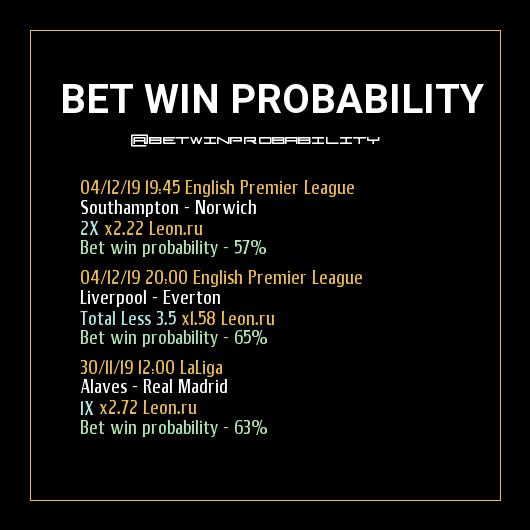 BET WIN PROBABILITY
@BETWINPROBABILITY
04/12/19 19:45 English Premier League
Southampton - Norwich
2X x2.22 Leon.ru
Bet win probability - 57%
04/12/19 20:00 English Premier League
Liverpool - Everton
Total Less 3.5 x1.58 Leon.ru
Bet win probability - 65%
30/11/19 12:00 LaLiga
Alaves - Real Madrid
1X x2.72 Leon.ru
Bet win probability - 63%